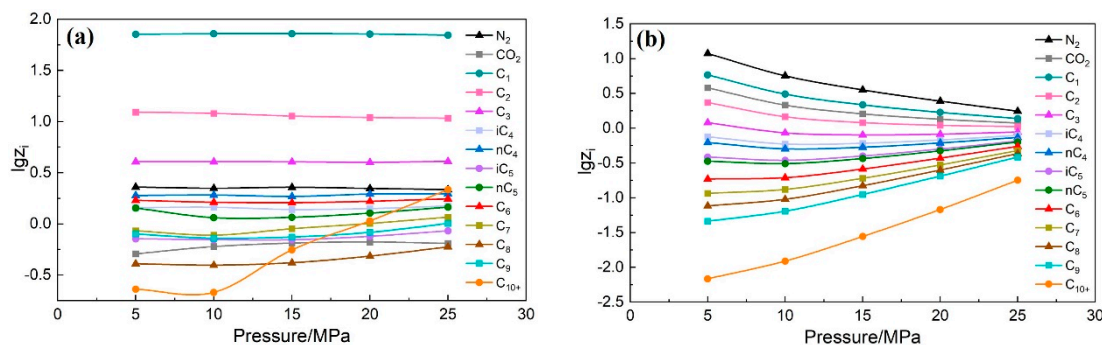 (a)
lgzᵢ
2.0
1.5
1.0
0.5
0.0
-0.5
0 5 10 15 20 25 30
Pressure/MPa
N₂
CO₂
C₁
C₂
C₃
iC₄
nC₄
iC₅
nC₅
C₆
C₇
C₈
C₉
C₁₀₊
(b)
lgzᵢ
1.5
1.0
0.5
0.0
-0.5
-1.0
-1.5
-2.0
-2.5
0 5 10 15 20 25 30
Pressure/MPa
N₂
CO₂
C₁
C₂
C₃
iC₄
nC₄
iC₅
nC₅
C₆
C₇
C₈
C₉
C₁₀₊